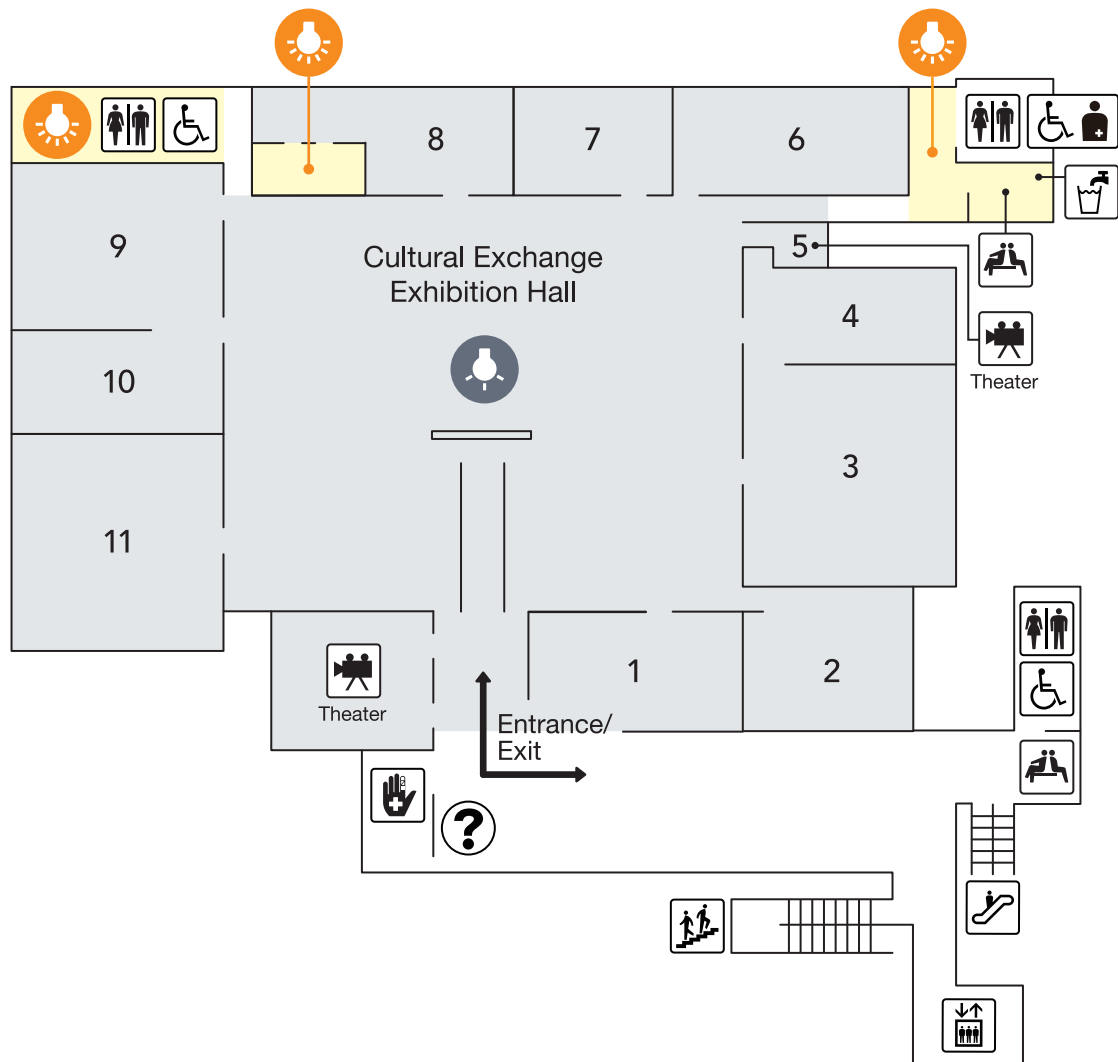 8
7
6
9
5
Cultural Exchange
Exhibition Hall
4
10
Theater
3
11
1
2
Theater
Entrance/
Exit
?